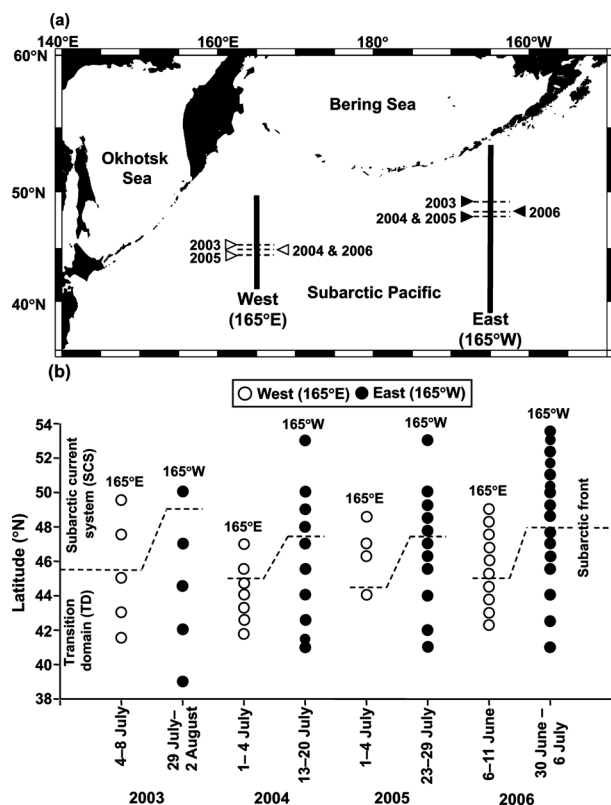 (a)
140°E 160°E 180° 160°W
60°N
Bering Sea
Okhotsk
Sea
50°N
2003
2004 & 2005
2006
2003
2005
2004 & 2006
West
(165°E)
Subarctic Pacific
East
(165°W)
40°N
(b)
West (165°E) East (165°W)
Latitude (°N)
54
52
50
48
46
44
42
40
38
Subarctic current
system (SCS)
Transition
domain (TD)
165°E
165°W
165°E
165°W
165°E
165°W
165°E
165°W
Subarctic front
4–8 July
29 July–
2 August
1–4 July
13–20 July
1–4 July
23–29 July
6–11 June
30 June –
6 July
2003 2004 2005 2006